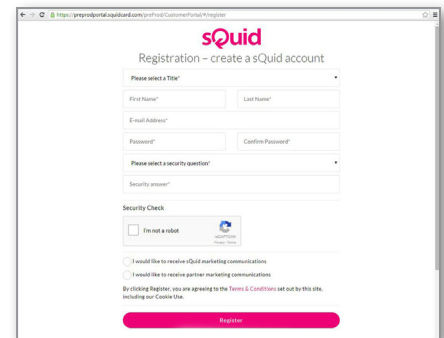 https://preprodportal.squidcard.com/preProd/CustomerPortal/#/register
sQuid
Registration – create a sQuid account
Please select a Title*
First Name*
Last Name*
E-mail Address*
Password*
Confirm Password*
Please select a security question*
Security answer*
Security Check
I'm not a robot
reCAPTCHA
Privacy - Terms
I would like to receive sQuid marketing communications
I would like to receive partner marketing communications
By clicking Register, you are agreeing to the Terms & Conditions set out by this site,
including our Cookie Use.
Register